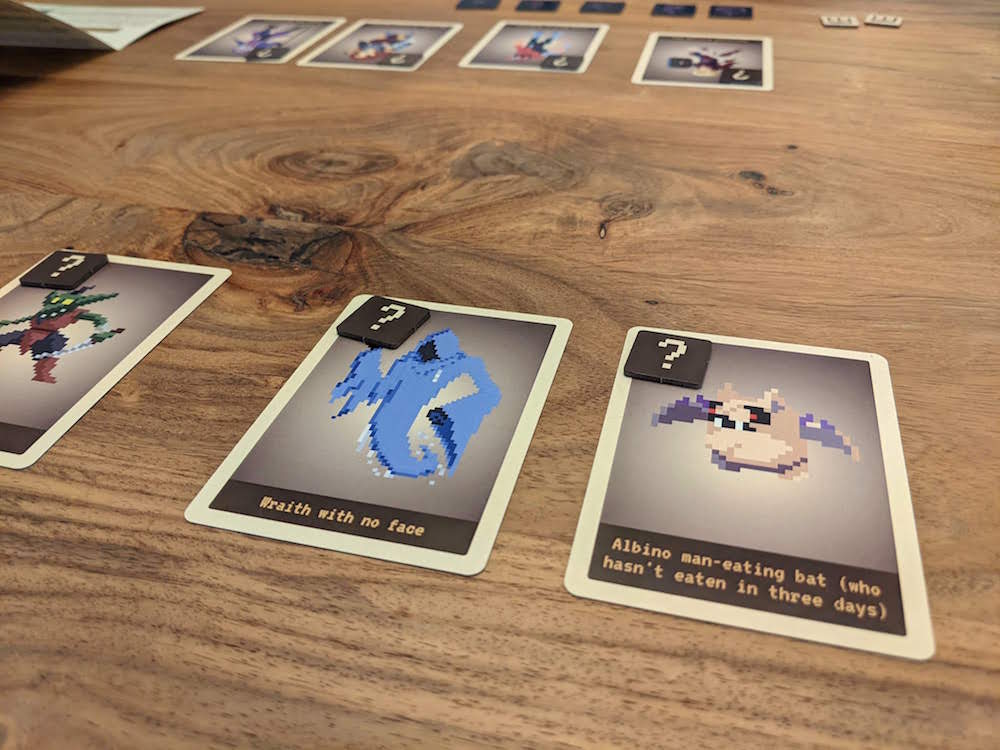 ?
?
?
Wraith with no face
Albino man-eating bat (who
hasn't eaten in three days)